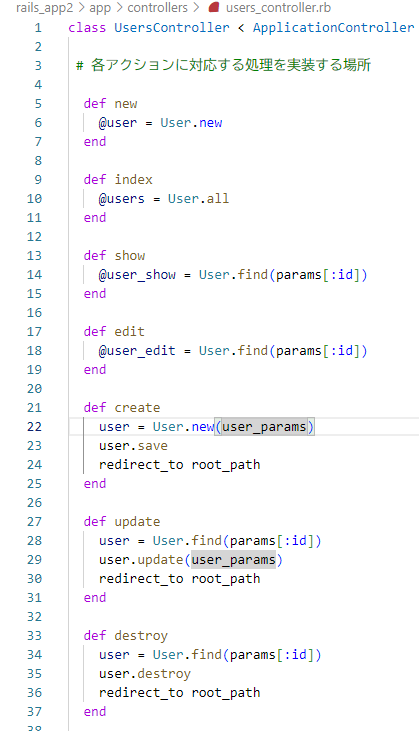 rails_app2 > app > controllers > users_controller.rb
1 class UsersController < ApplicationController
2
3 # 各アクションに対応する処理を実装する場所
4
5 def new
6 @user = User.new
7 end
8
9 def index
10 @users = User.all
11 end
12
13 def show
14 @user_show = User.find(params[:id])
15 end
16
17 def edit
18 @user_edit = User.find(params[:id])
19 end
20
21 def create
22 user = User.new(user_params)
23 user.save
24 redirect_to root_path
25 end
26
27 def update
28 user = User.find(params[:id])
29 user.update(user_params)
30 redirect_to root_path
31 end
32
33 def destroy
34 user = User.find(params[:id])
35 user.destroy
36 redirect_to root_path
37 end
38